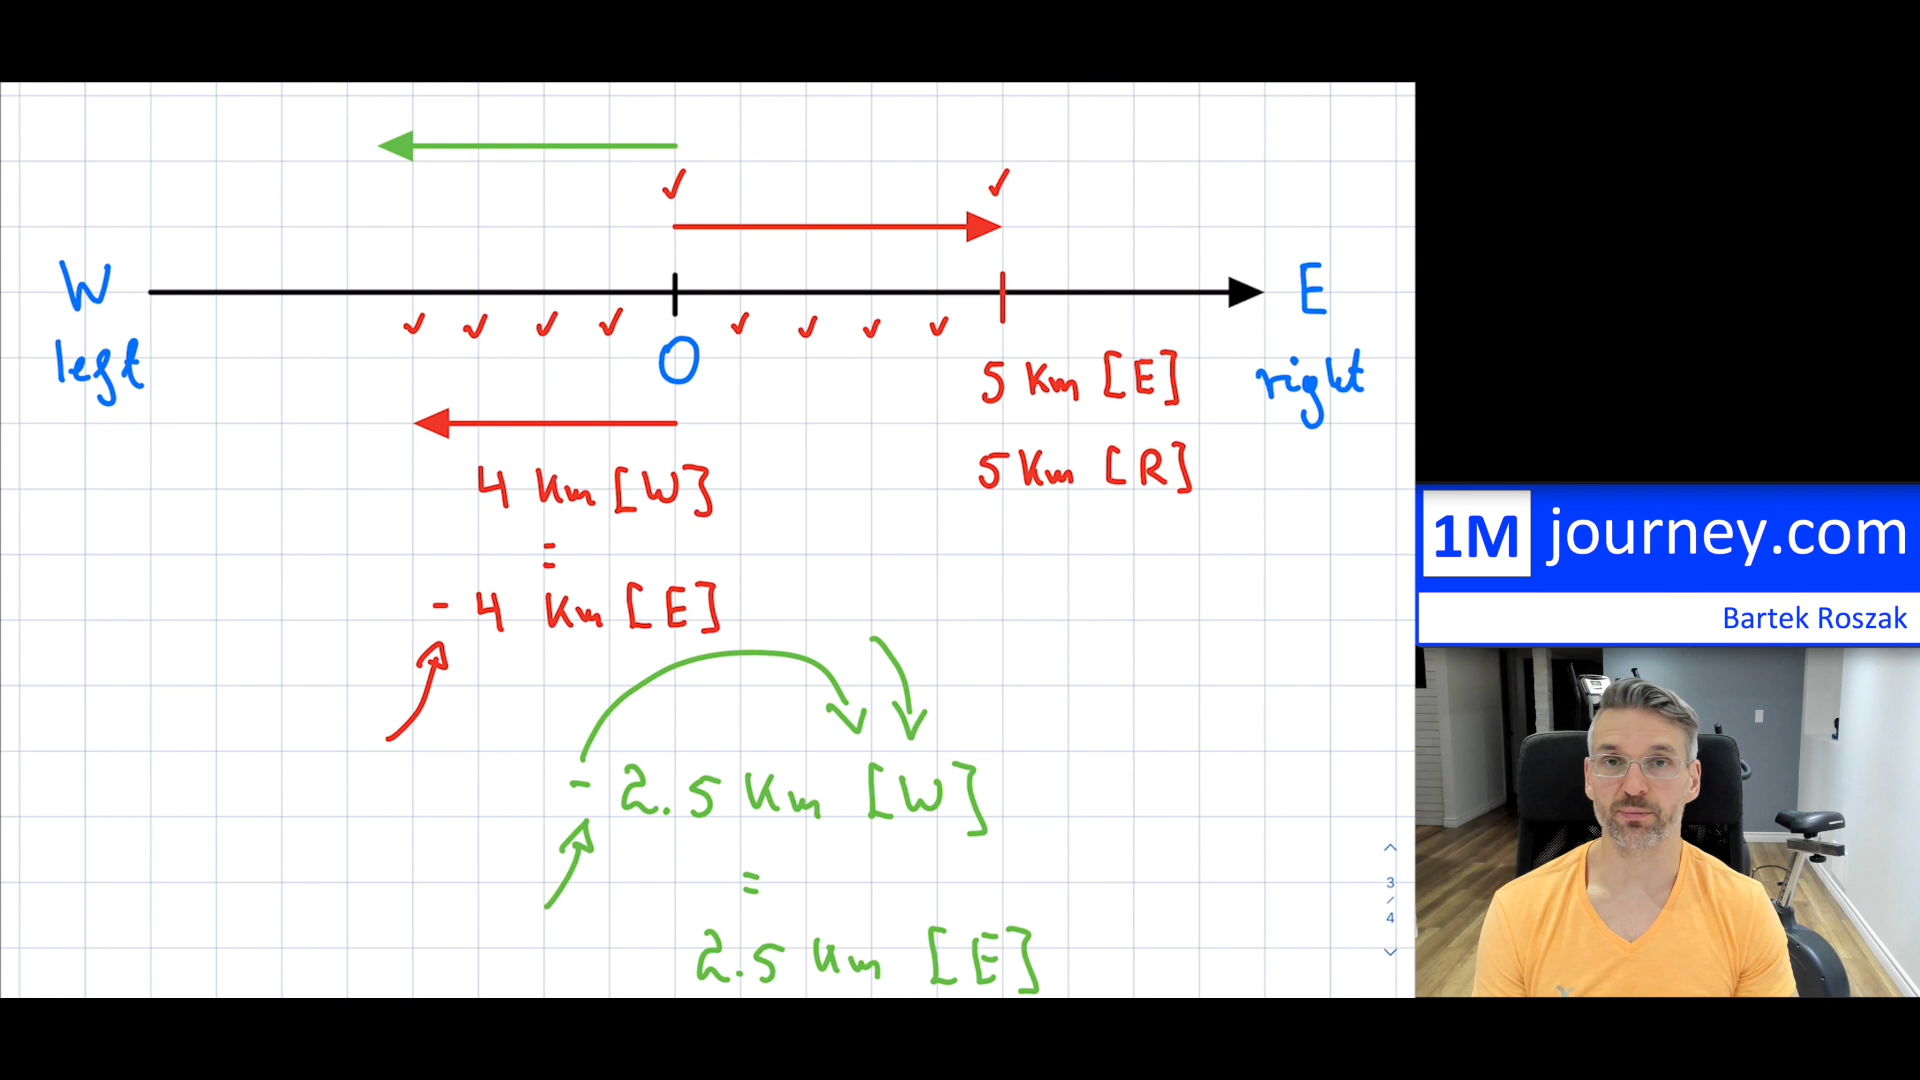 W
E
left
O
right
5 Km [E]
5 Km [R]
4 Km [W]
=
- 4 Km [E]
- 2.5 Km [W]
=
2.5 Km [E]
3
/
4
1M journey.com
Bartek Roszak